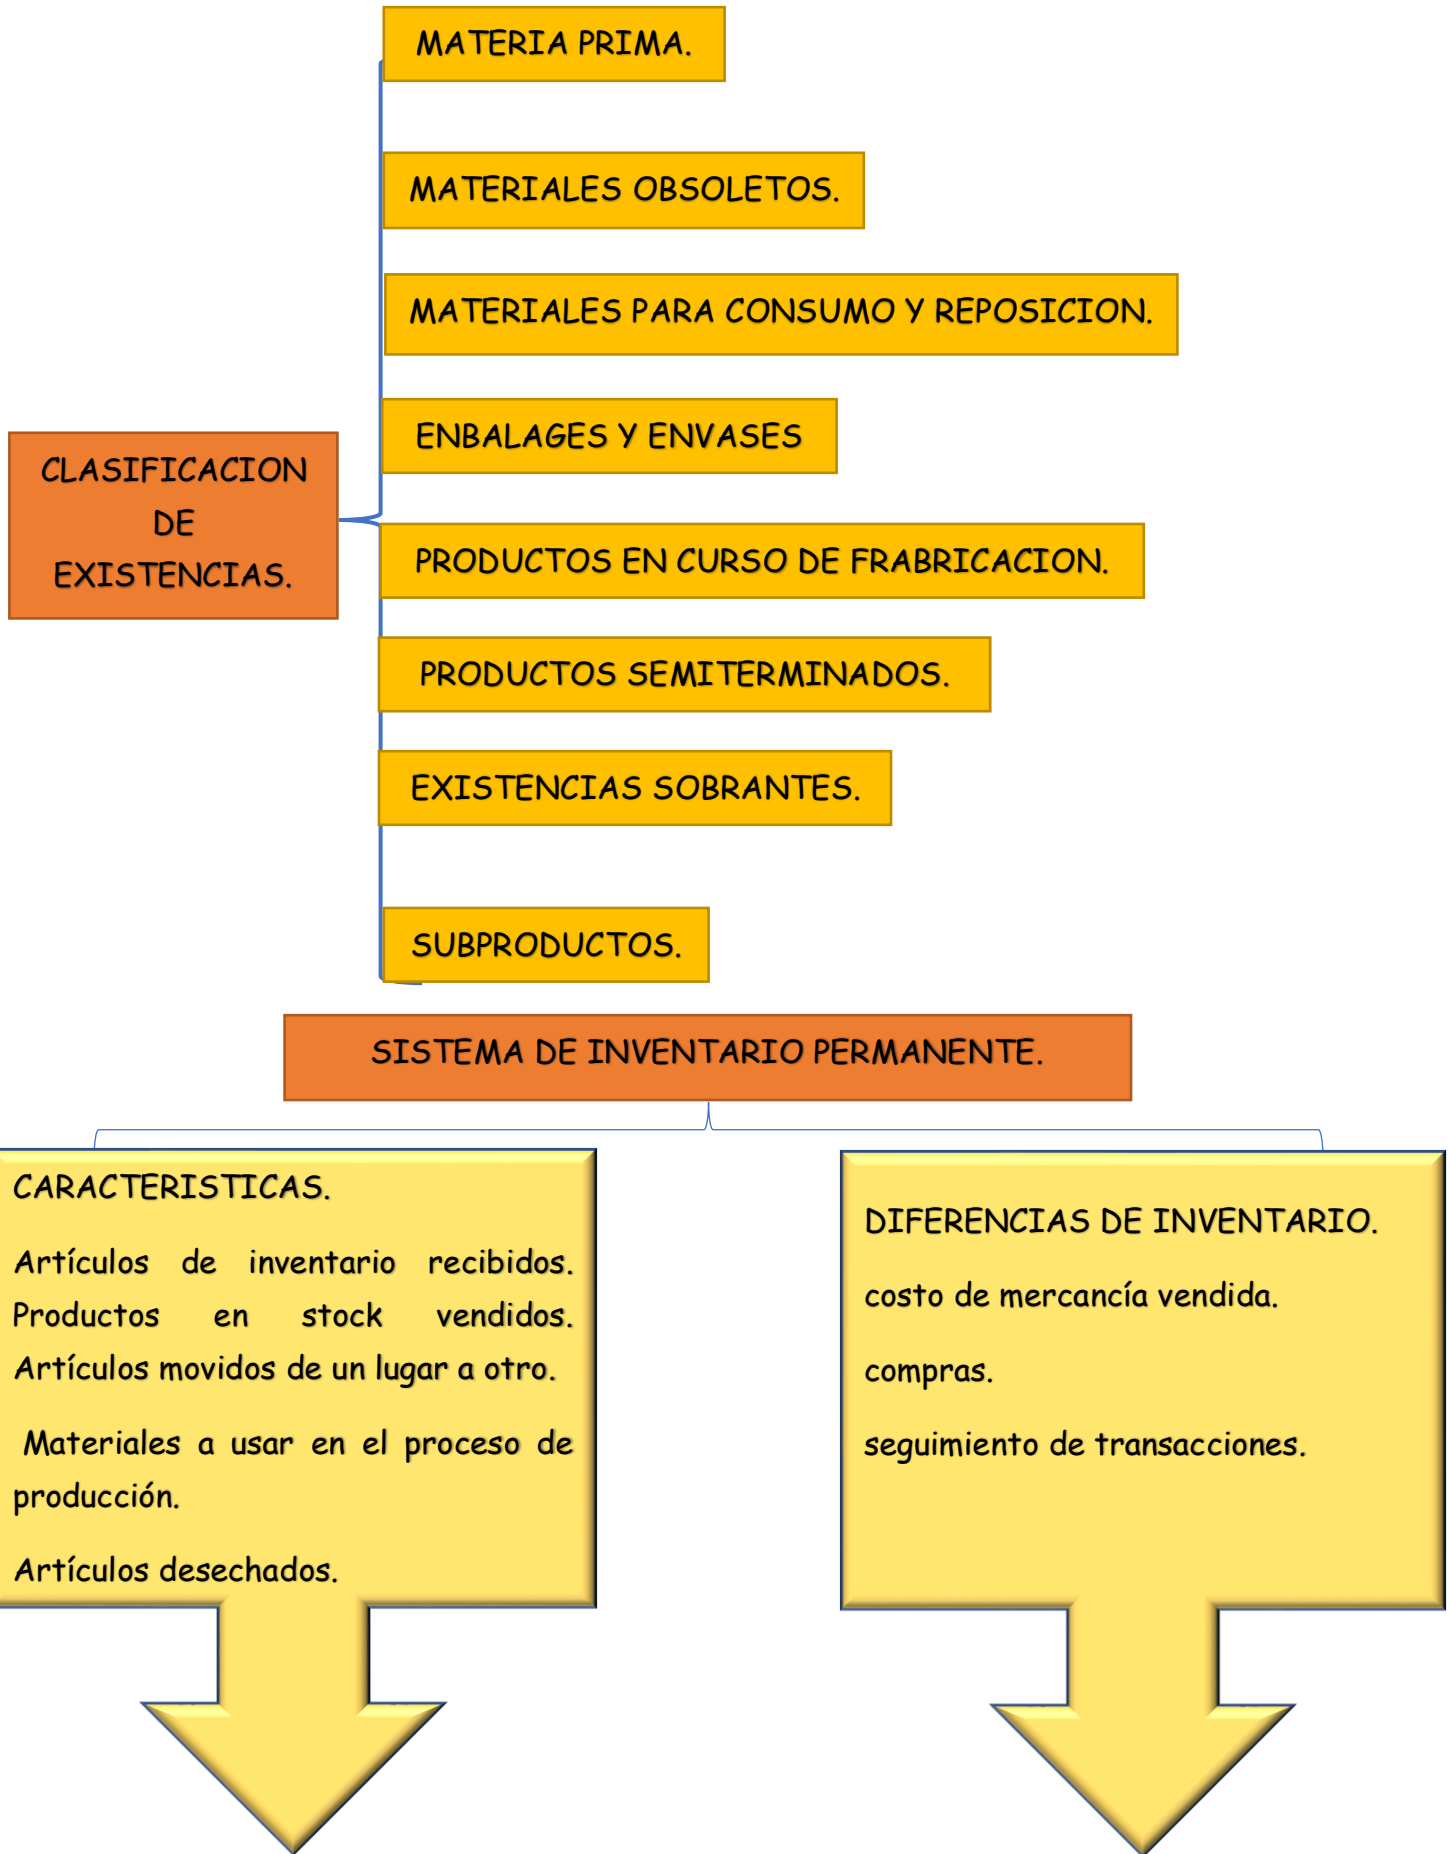 MATERIA PRIMA.
MATERIALES OBSOLETOS.
MATERIALES PARA CONSUMO Y REPOSICION.
ENBALAGES Y ENVASES
CLASIFICACION
DE
EXISTENCIAS.
PRODUCTOS EN CURSO DE FRABRICACION.
PRODUCTOS SEMITERMINADOS.
EXISTENCIAS SOBRANTES.
SUBPRODUCTOS.
SISTEMA DE INVENTARIO PERMANENTE.
CARACTERISTICAS.
Artículos de inventario recibidos.
Productos en stock vendidos.
Artículos movidos de un lugar a otro.
Materiales a usar en el proceso de
producción.
Artículos desechados.
DIFERENCIAS DE INVENTARIO.
costo de mercancía vendida.
compras.
seguimiento de transacciones.